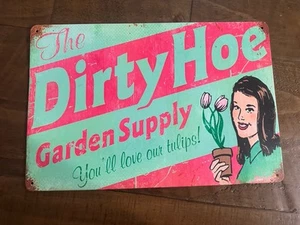 The
Dirty Hoe
Garden Supply
You'll love our tulips!